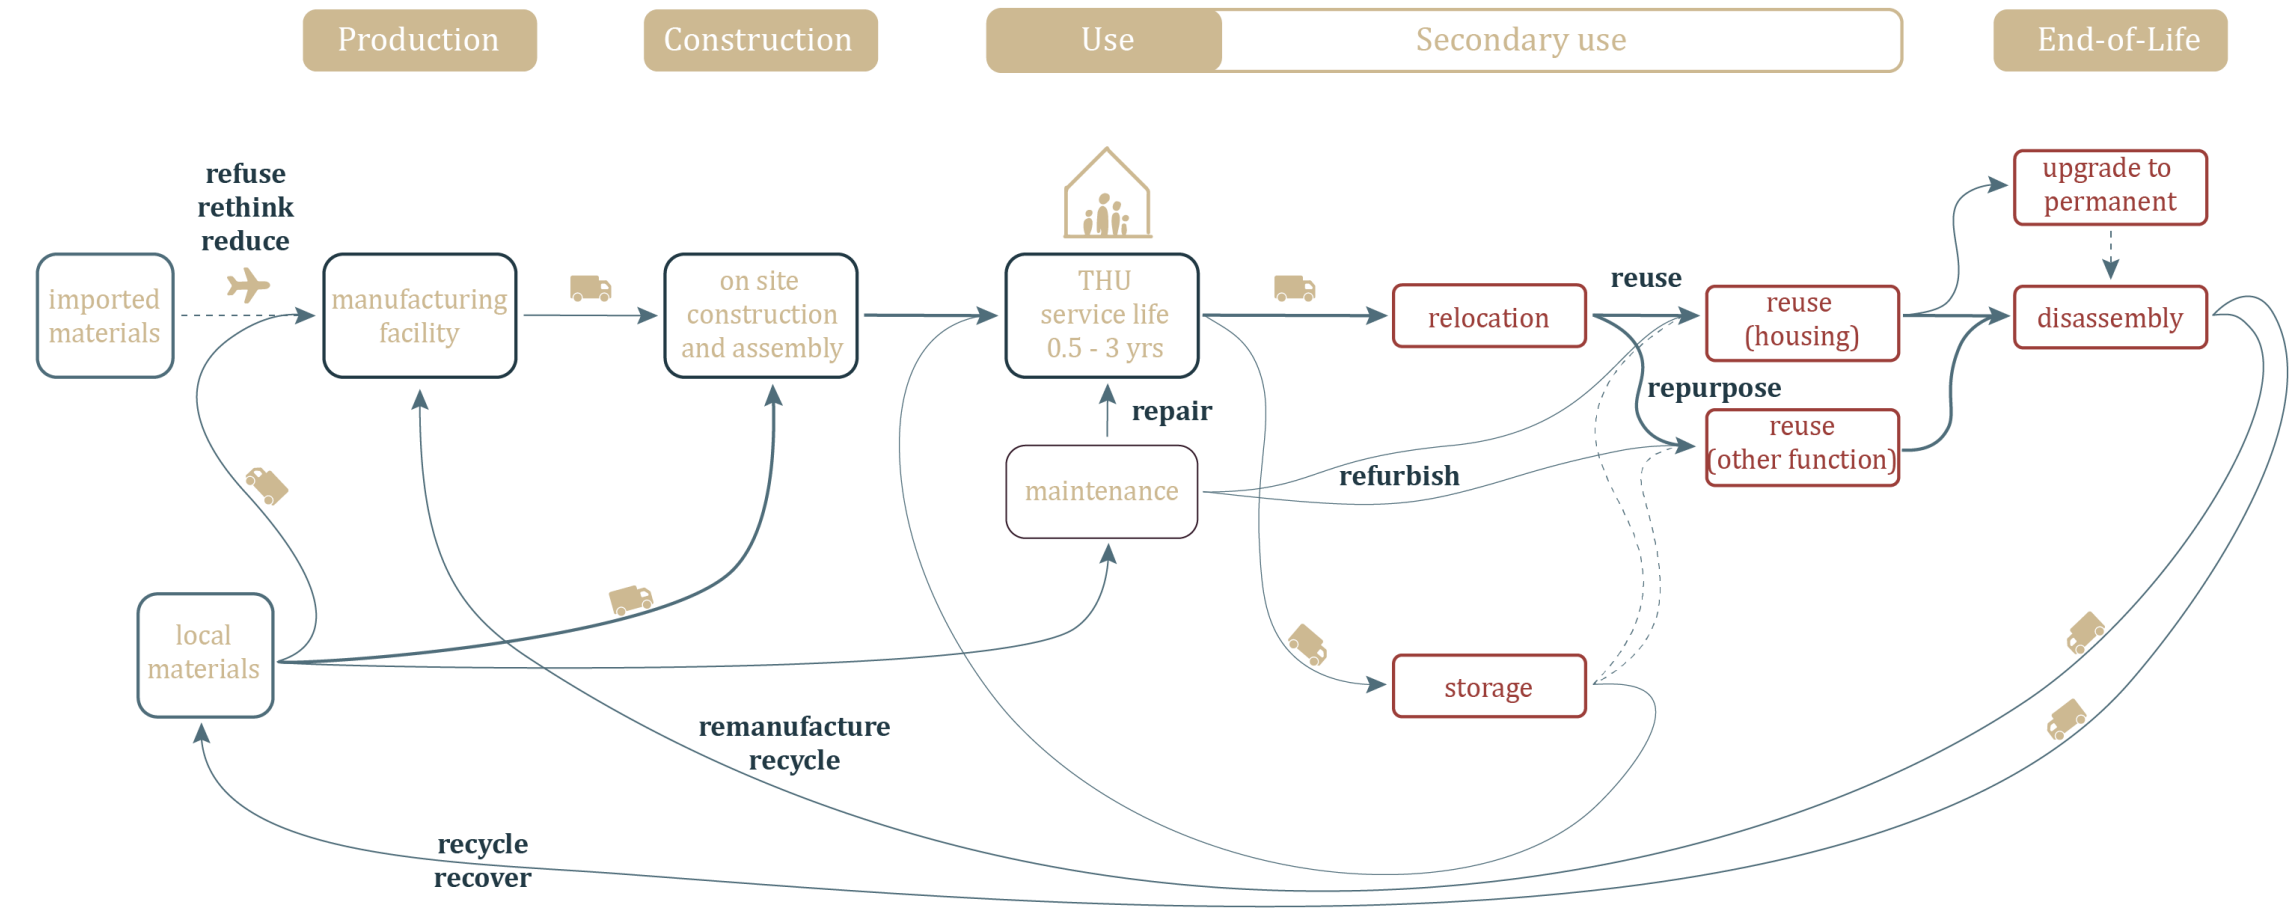 Production
Construction
Use
Secondary use
End-of-Life
refuse
rethink
reduce
imported
materials
manufacturing
facility
on site
construction
and assembly
THU
service life
0.5 - 3 yrs
repair
maintenance
refurbish
relocation
reuse
repurpose
reuse
(housing)
reuse
(other function)
upgrade to
permanent
disassembly
local
materials
storage
remanufacture
recycle
recycle
recover